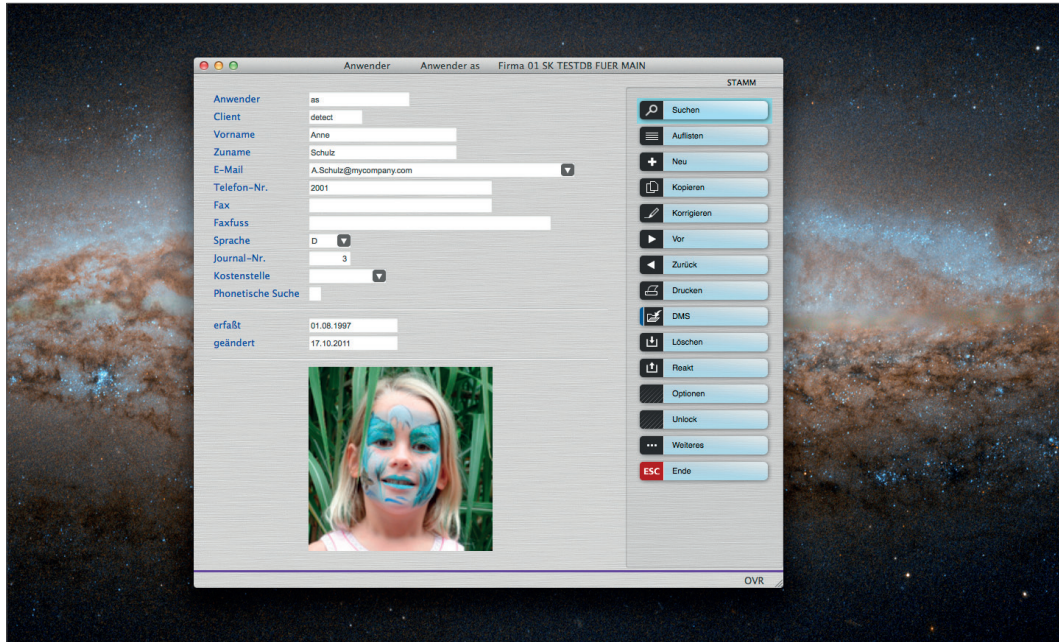 Anwender Anwender as Firma 01 SK TESTDB FUER MAIN
STAMM
Anwender as
Client detect
Vorname Anne
Zuname Schulz
E-Mail A.Schulz@mycompany.com
Telefon-Nr. 2001
Fax
Faxfuss
Sprache D
Journal-Nr. 3
Kostenstelle
Phonetische Suche
erfaßt 01.08.1997
geändert 17.10.2011
Suchen
Auflisten
Neu
Kopieren
Korrigieren
Vor
Zurück
Drucken
DMS
Löschen
Reakt
Optionen
Unlock
Weiteres
ESC Ende
OVR